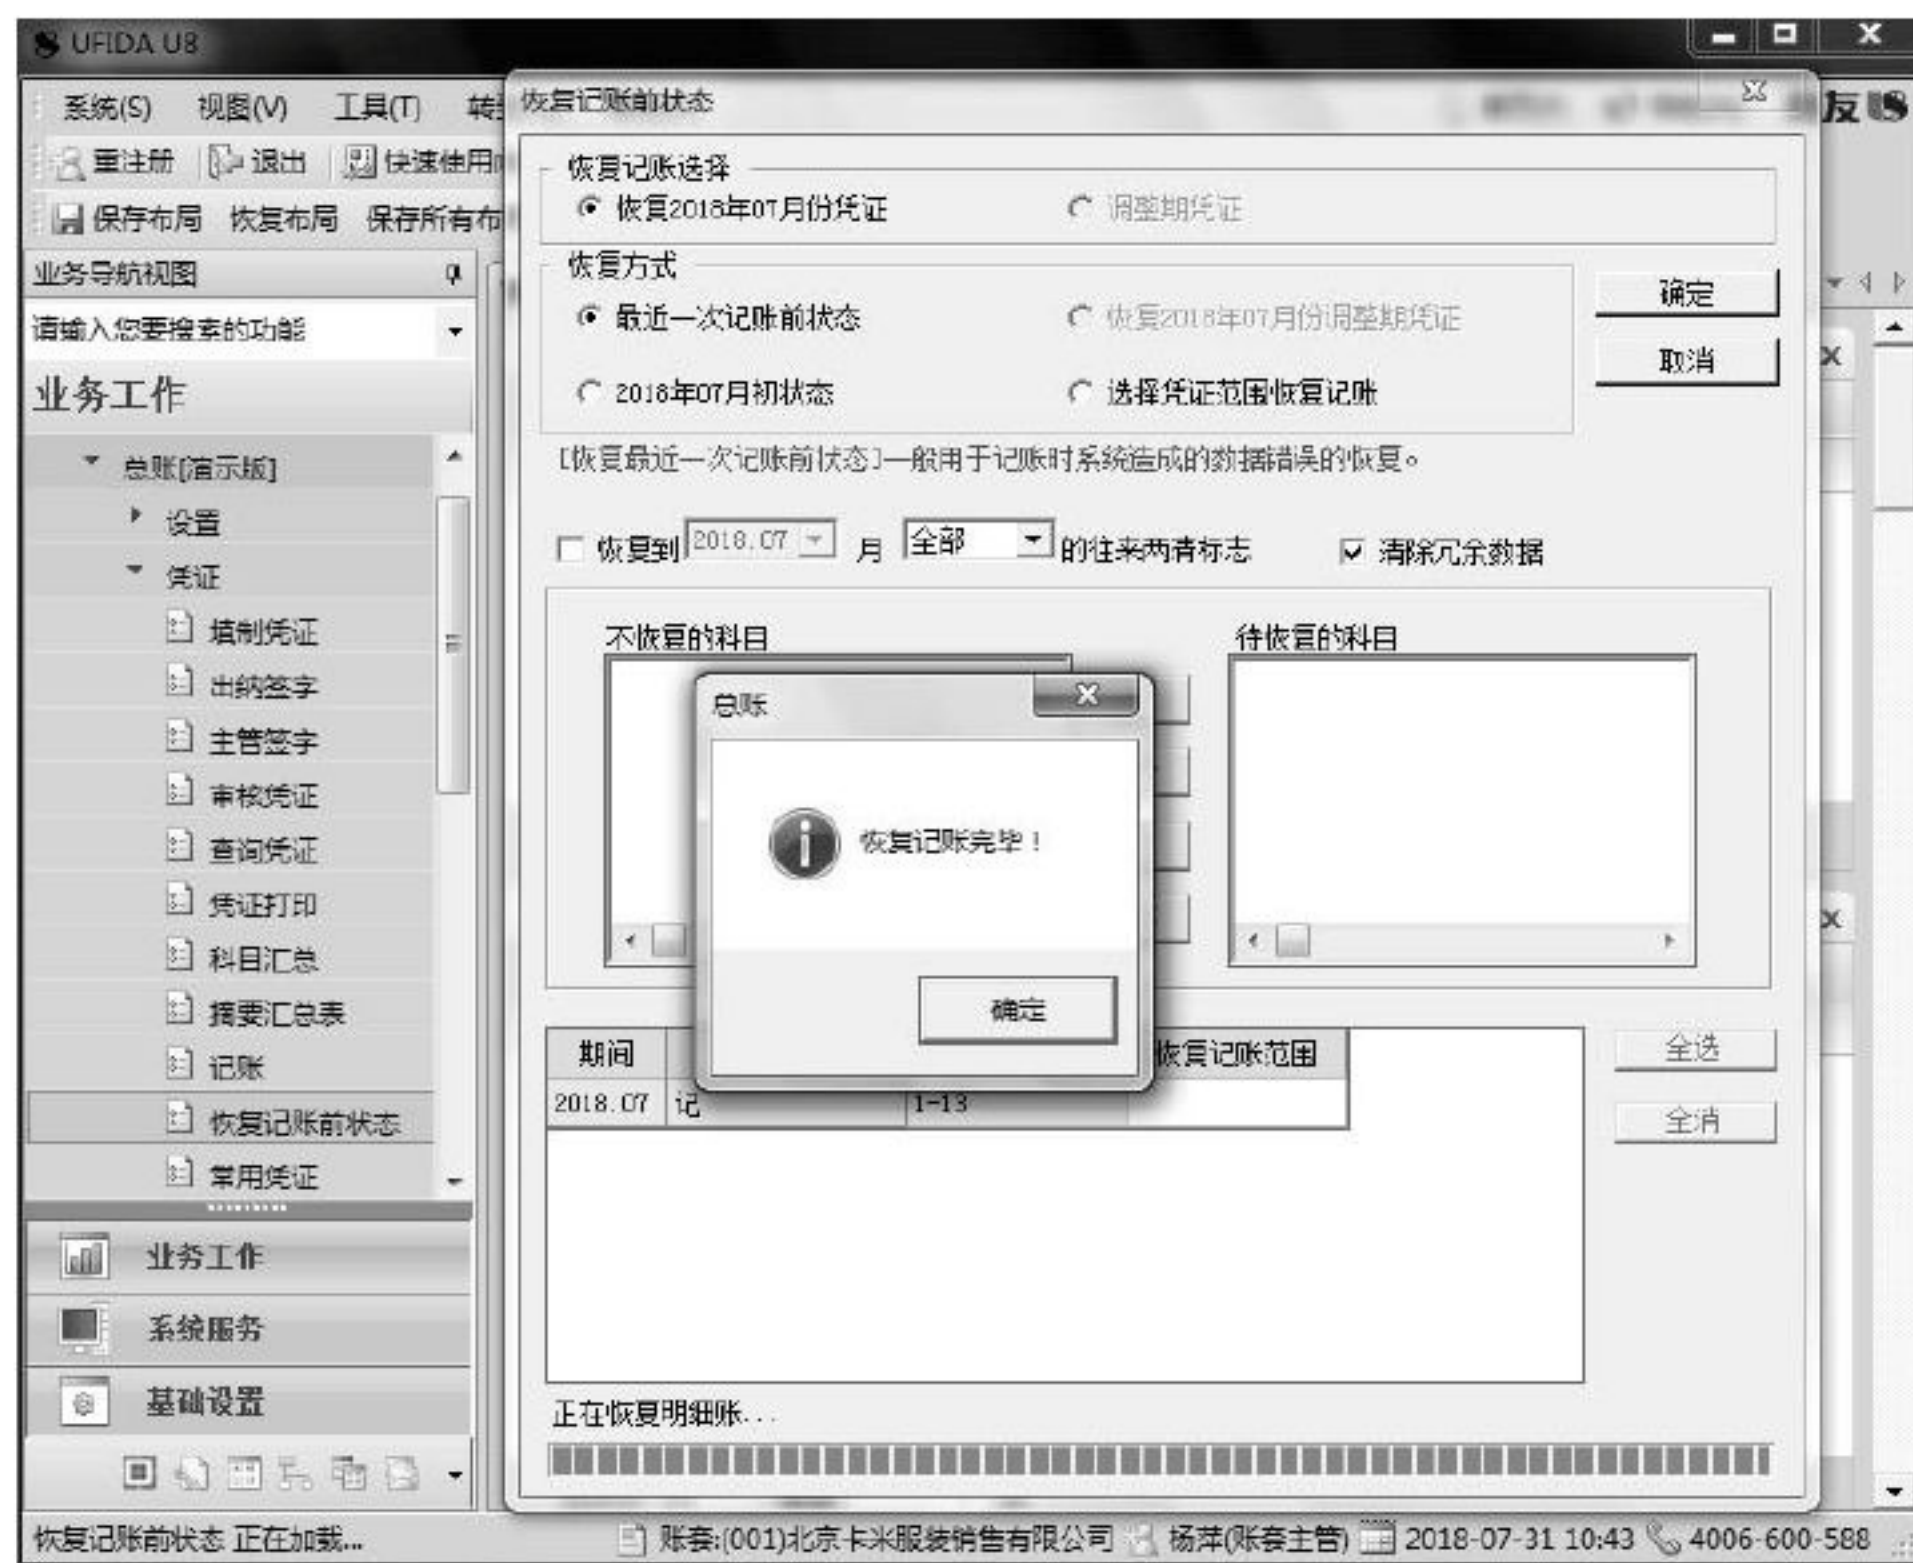 UFIDA U8
系统(S) 视图(V) 工具(T)
重注册 退出 快速使用
保存布局 恢复布局 保存所有布
业务导航视图
请输入您要搜索的功能
业务工作
总账[演示版]
设置
凭证
填制凭证
出纳签字
主管签字
审核凭证
查询凭证
凭证打印
科目汇总
摘要汇总表
记账
恢复记账前状态
常用凭证
业务工作
系统服务
基础设置
恢复记账前状态
友U8
恢复记账选择
恢复2018年07月份凭证 调整期凭证
恢复方式
最近一次记账前状态 恢复2018年07月份调整期凭证
2018年07月初状态 选择凭证范围恢复记账
确定
取消
[恢复最近一次记账前状态]一般用于记账时系统造成的数据错误的恢复。
恢复到 2018.07 月 全部 的往来两清标志 清除冗余数据
不恢复的科目 待恢复的科目
总账
恢复记账完毕!
确定
期间 恢复记账范围
2018.07 记 1-13
全选
全消
正在恢复明细账...
恢复记账前状态 正在加载... 账套:(001)北京卡米服装销售有限公司 杨萍(账套主管) 2018-07-31 10:43 4006-600-588